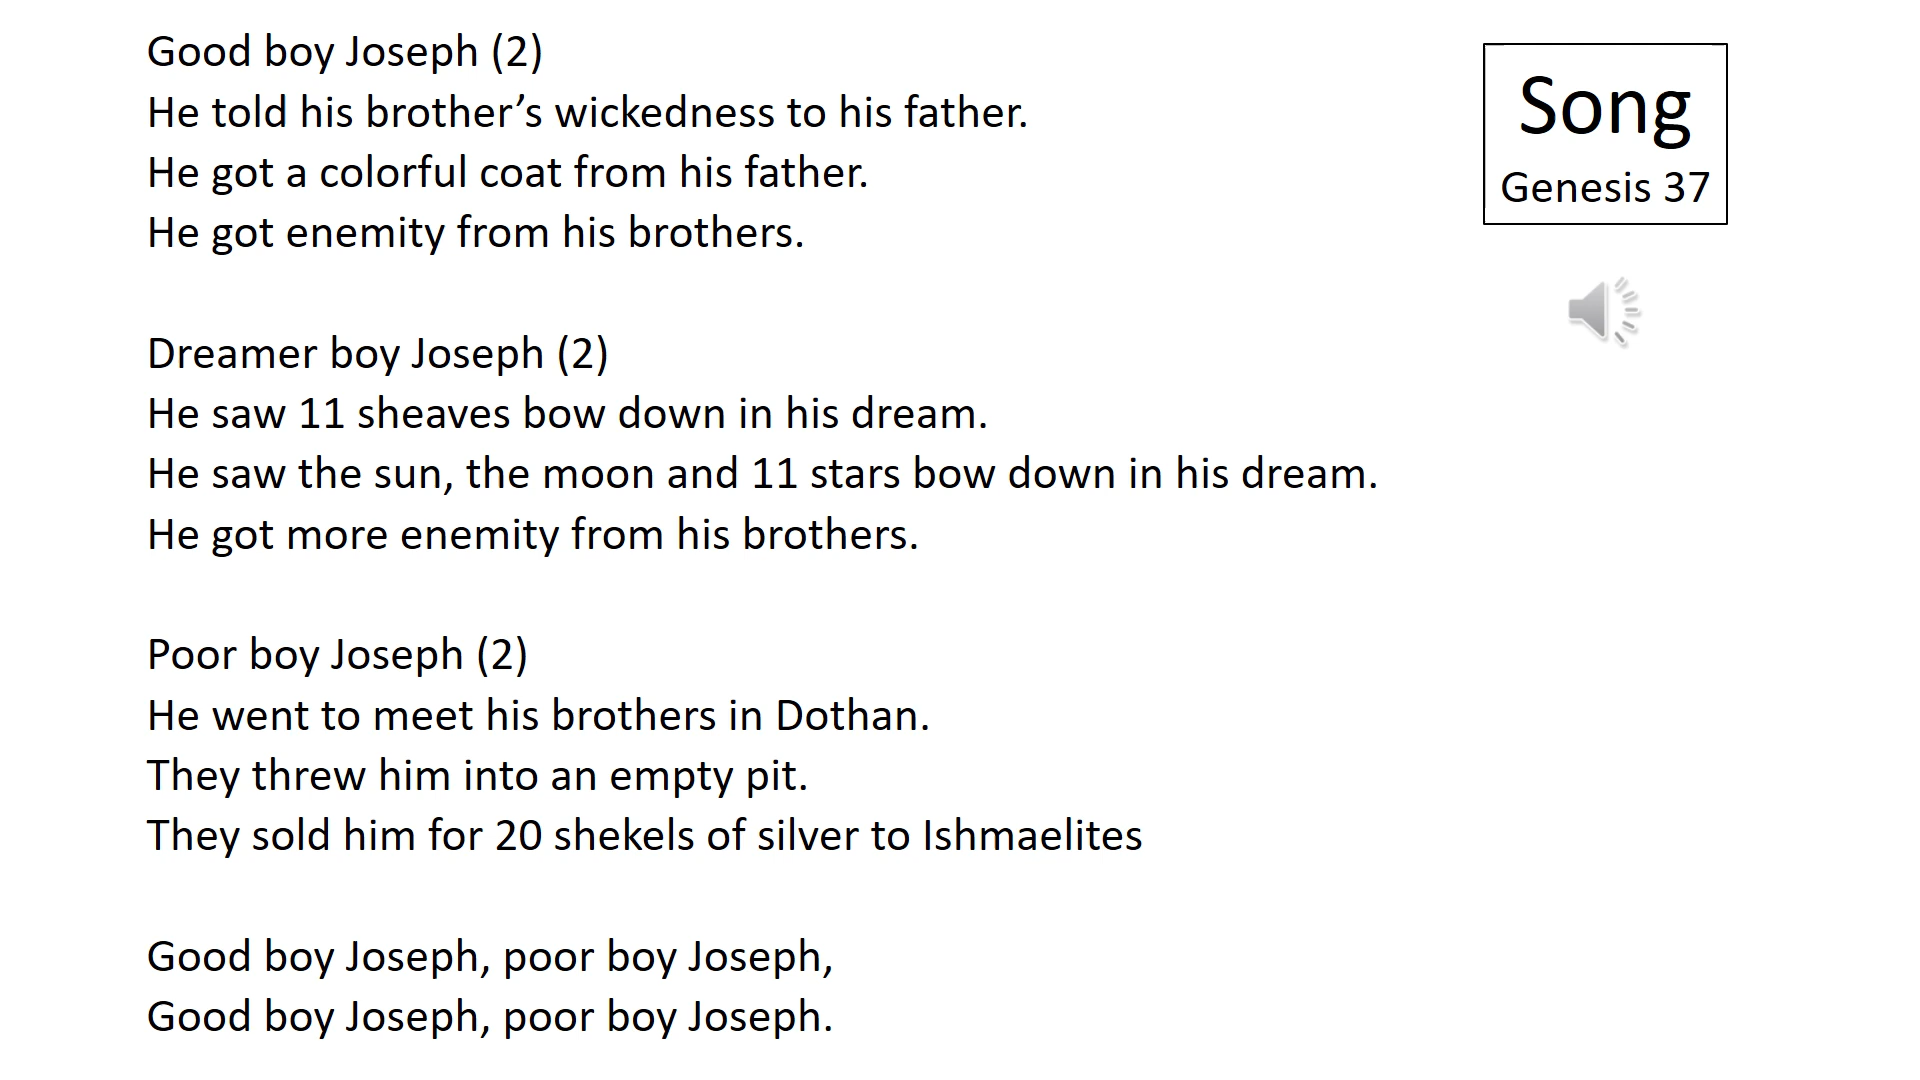 Good boy Joseph (2)
He told his brother’s wickedness to his father.
He got a colorful coat from his father.
He got enemity from his brothers.
Dreamer boy Joseph (2)
He saw 11 sheaves bow down in his dream.
He saw the sun, the moon and 11 stars bow down in his dream.
He got more enemity from his brothers.
Poor boy Joseph (2)
He went to meet his brothers in Dothan.
They threw him into an empty pit.
They sold him for 20 shekels of silver to Ishmaelites
Good boy Joseph, poor boy Joseph,
Good boy Joseph, poor boy Joseph.
Song
Genesis 37